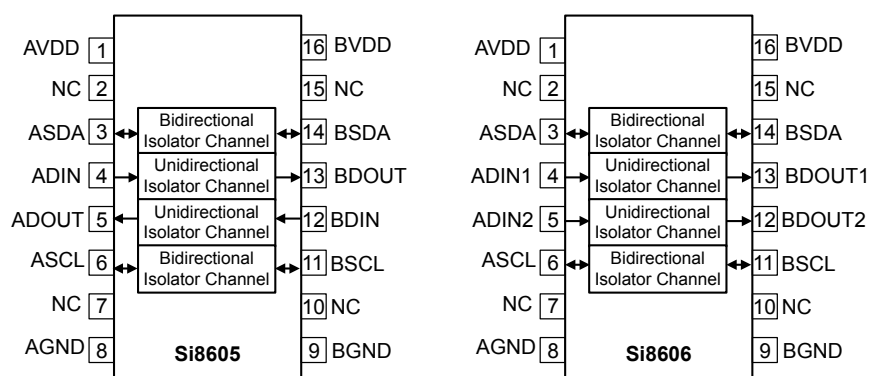 AVDD 1
16 BVDD
NC 2
15 NC
ASDA 3
Bidirectional
Isolator Channel
14 BSDA
ADIN 4
Unidirectional
Isolator Channel
13 BDOUT
ADOUT 5
Unidirectional
Isolator Channel
12 BDIN
ASCL 6
Bidirectional
Isolator Channel
11 BSCL
NC 7
10 NC
AGND 8
Si8605
9 BGND
AVDD 1
16 BVDD
NC 2
15 NC
ASDA 3
Bidirectional
Isolator Channel
14 BSDA
ADIN1 4
Unidirectional
Isolator Channel
13 BDOUT1
ADIN2 5
Unidirectional
Isolator Channel
12 BDOUT2
ASCL 6
Bidirectional
Isolator Channel
11 BSCL
NC 7
10 NC
AGND 8
Si8606
9 BGND